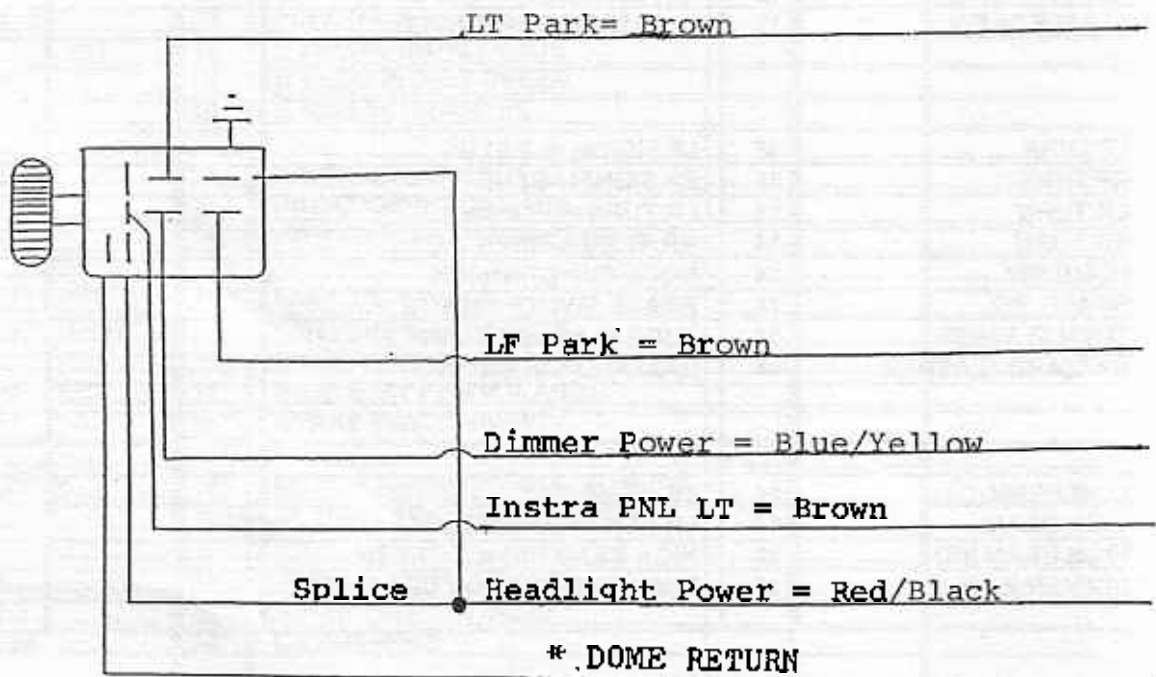 LT Park= Brown
LF Park = Brown
Dimmer Power = Blue/Yellow
Instra PNL LT = Brown
Splice
Headlight Power = Red/Black
* DOME RETURN